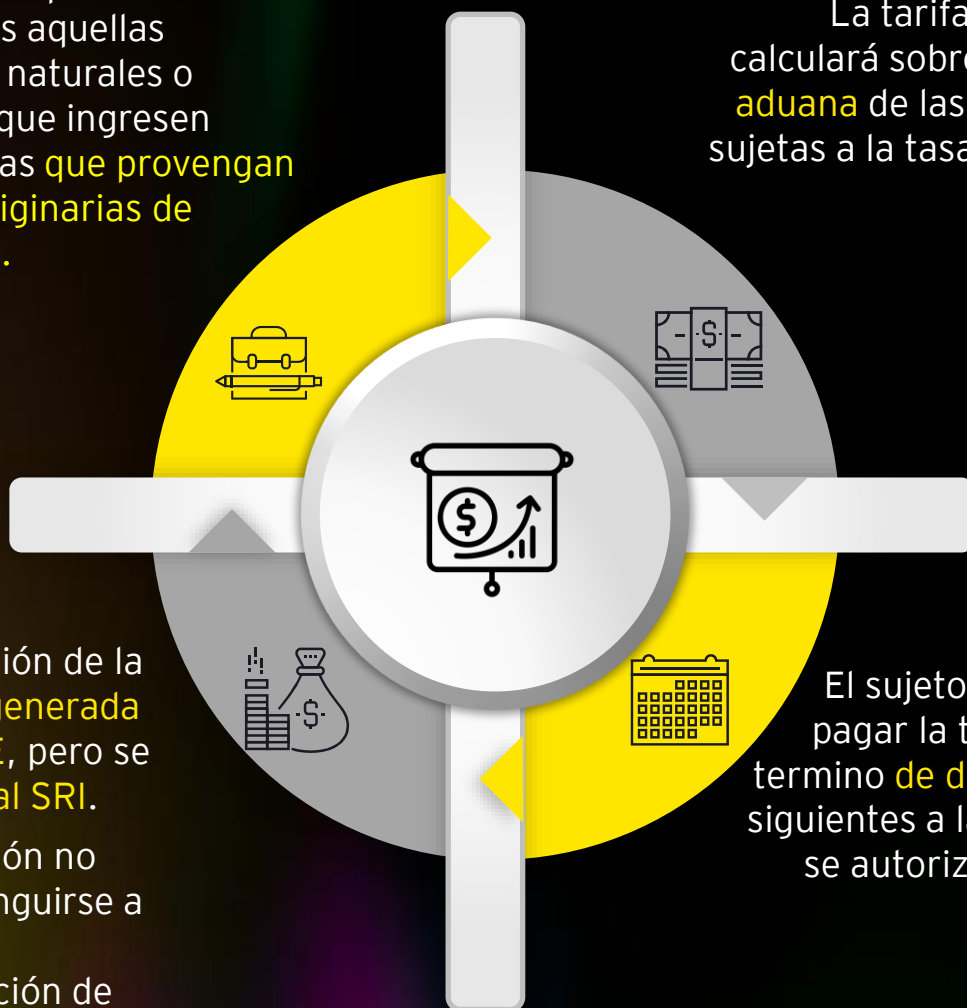 s aquellas
naturales o
que ingresen
as que provengan
iginarias de
.
La tarifa
calculará sobre
aduana de las
sujetas a la tasa
ión de la
generada
, pero se
al SRI.
ón no
nguirse a
ción de
El sujeto
pagar la t
termino de d
siguientes a la
se autoriz